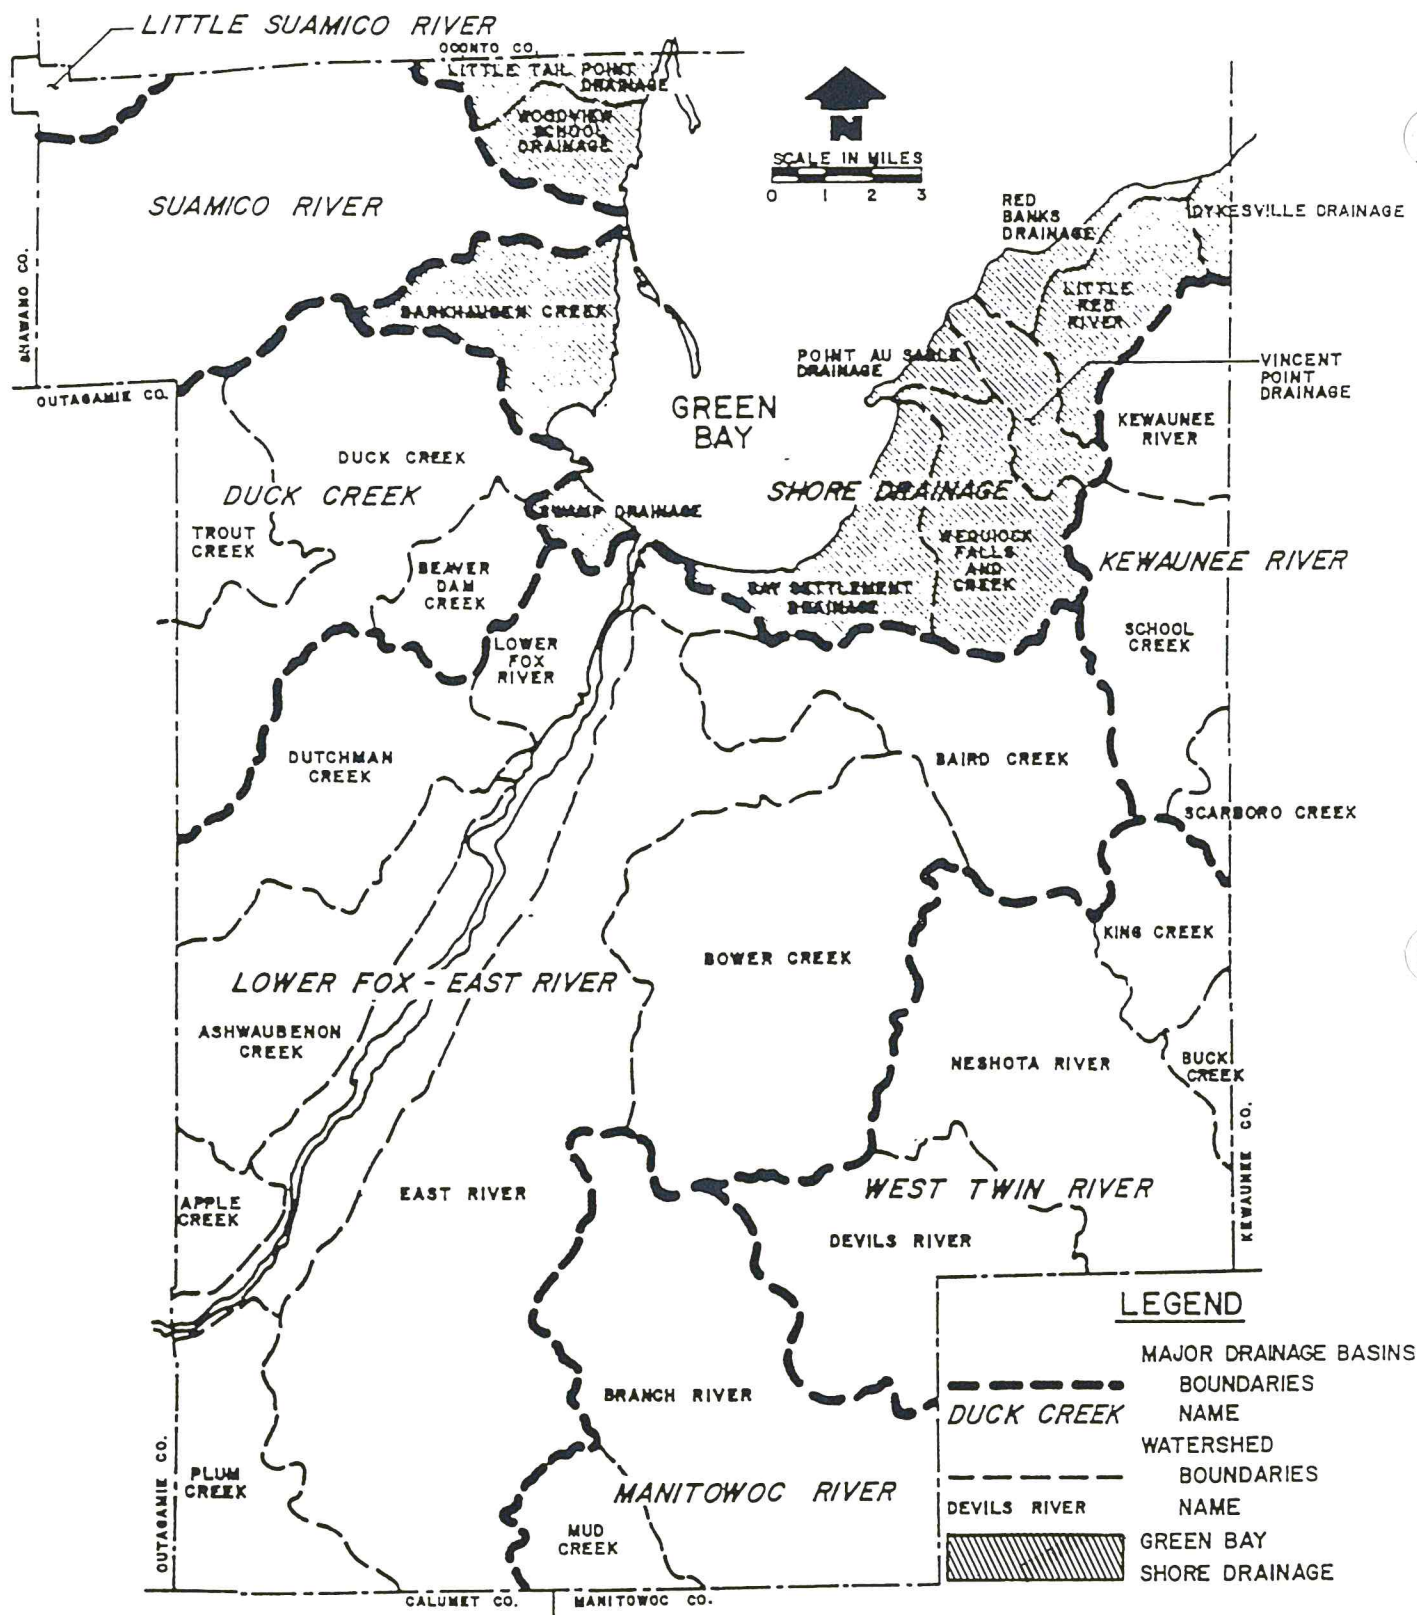 LITTLE SUAMICO RIVER
OCONTO CO.
LITTLE TAIL POINT
DRAINAGE
WOODVIEW
SCHOOL
DRAINAGE
N
SCALE IN MILES
0 1 2 3
SUAMICO RIVER
RED
BANKS
DRAINAGE
DYKESVILLE DRAINAGE
SHAWANO CO.
BARKHAUSEN CREEK
LITTLE
RED
RIVER
POINT AU SABLE
DRAINAGE
VINCENT
POINT
DRAINAGE
OUTAGAMIE CO.
GREEN
BAY
KEWAUNEE
RIVER
DUCK CREEK
DUCK CREEK
SHORE DRAINAGE
SWAMP DRAINAGE
TROUT
CREEK
BEAVER
DAM
CREEK
WEQUIOCK
FALLS
AND
CREEK
KEWAUNEE RIVER
BAY SETTLEMENT
DRAINAGE
LOWER
FOX
RIVER
SCHOOL
CREEK
DUTCHMAN
CREEK
BAIRD CREEK
SCARBORO CREEK
KING CREEK
BOWER CREEK
LOWER FOX - EAST RIVER
ASHWAUBENON
CREEK
NESHOTA RIVER
BUCK
CREEK
KEWAUNEE CO.
EAST RIVER
WEST TWIN RIVER
APPLE
CREEK
DEVILS RIVER
BRANCH RIVER
OUTAGAMIE CO.
PLUM
CREEK
MANITOWOC RIVER
MUD
CREEK
CALUMET CO.
MANITOWOC CO.
LEGEND
MAJOR DRAINAGE BASINS
BOUNDARIES
DUCK CREEK NAME
WATERSHED
BOUNDARIES
DEVILS RIVER NAME
GREEN BAY
SHORE DRAINAGE